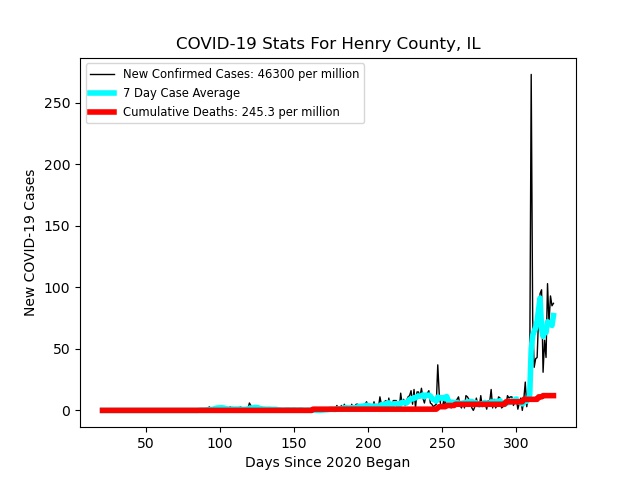 COVID-19 Stats For Henry County, IL
New Confirmed Cases: 46300 per million
7 Day Case Average
Cumulative Deaths: 245.3 per million
New COVID-19 Cases
250
200
150
100
50
0
50 100 150 200 250 300
Days Since 2020 Began